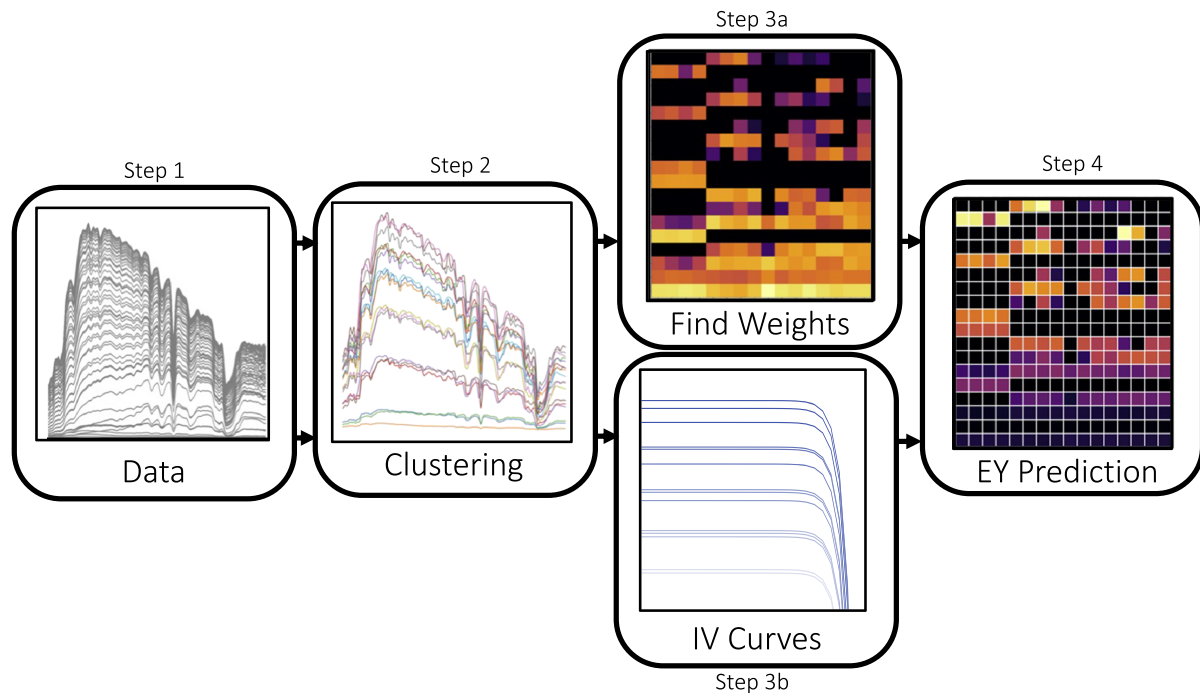 Step 1
Data
Step 2
Clustering
Step 3a
Find Weights
IV Curves
Step 3b
Step 4
EY Prediction